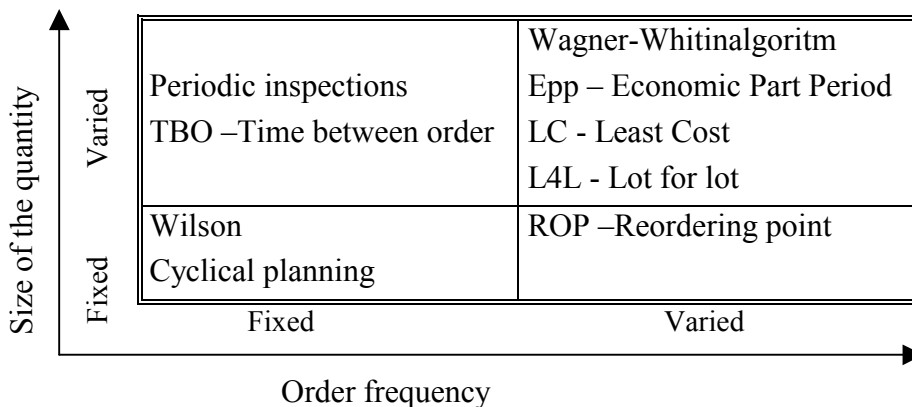 Size of the quantity
Varied
Fixed
Periodic inspections
TBO –Time between order
Wagner-Whitinalgoritm
Epp – Economic Part Period
LC - Least Cost
L4L - Lot for lot
Wilson
Cyclical planning
ROP –Reordering point
Fixed
Varied
Order frequency